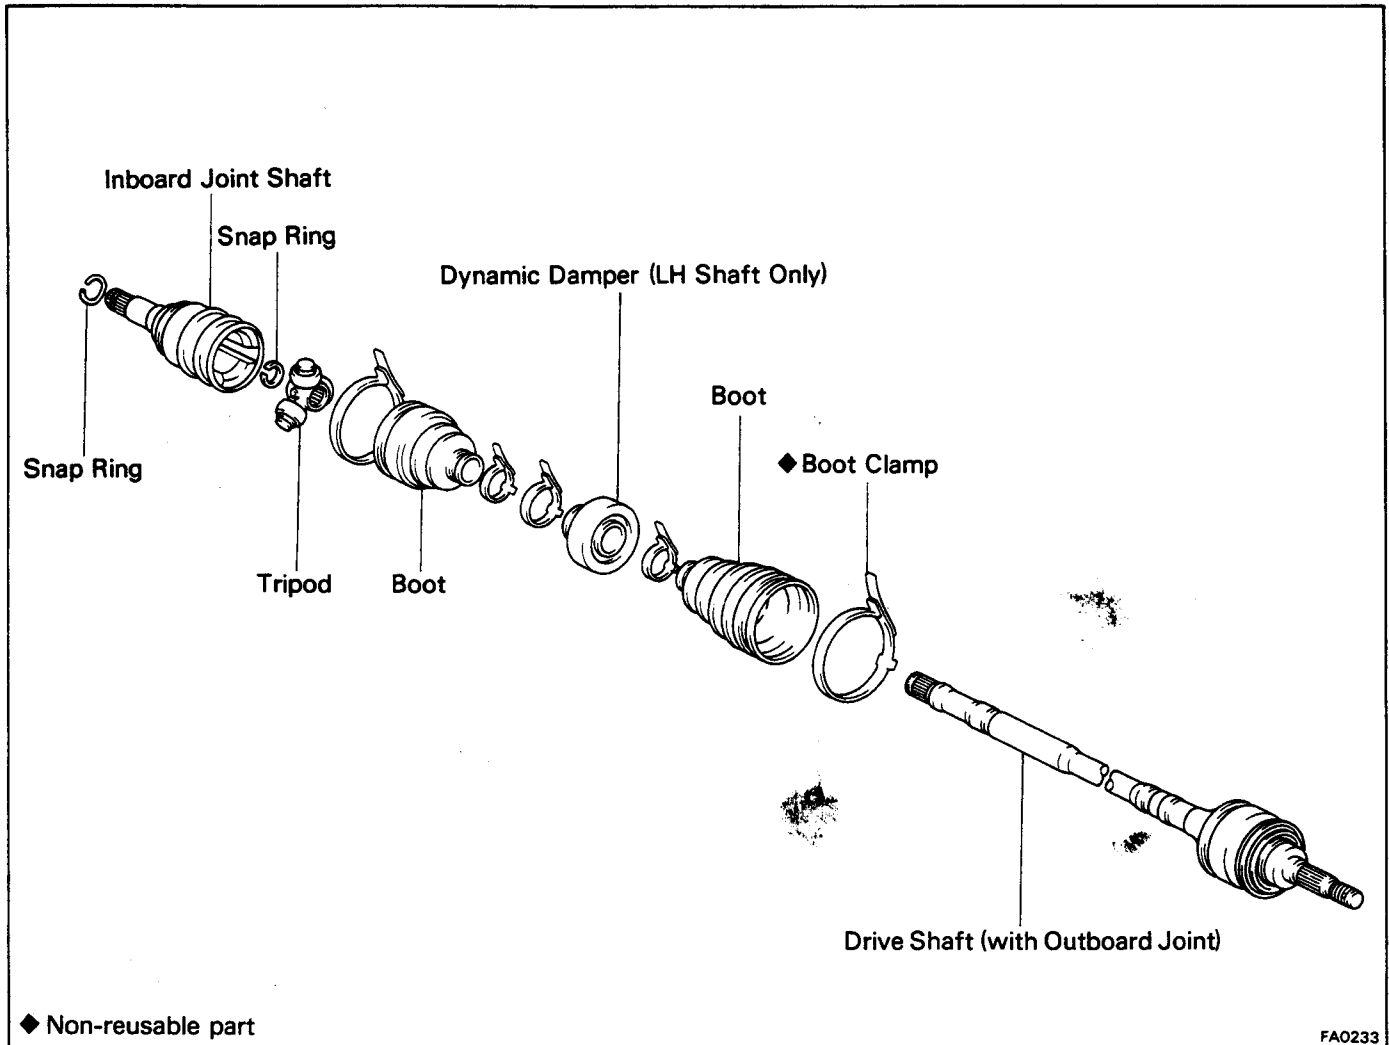 Inboard Joint Shaft
Snap Ring
Dynamic Damper (LH Shaft Only)
Boot
◆ Boot Clamp
Snap Ring
Tripod
Boot
Drive Shaft (with Outboard Joint)
◆ Non-reusable part
FA0233